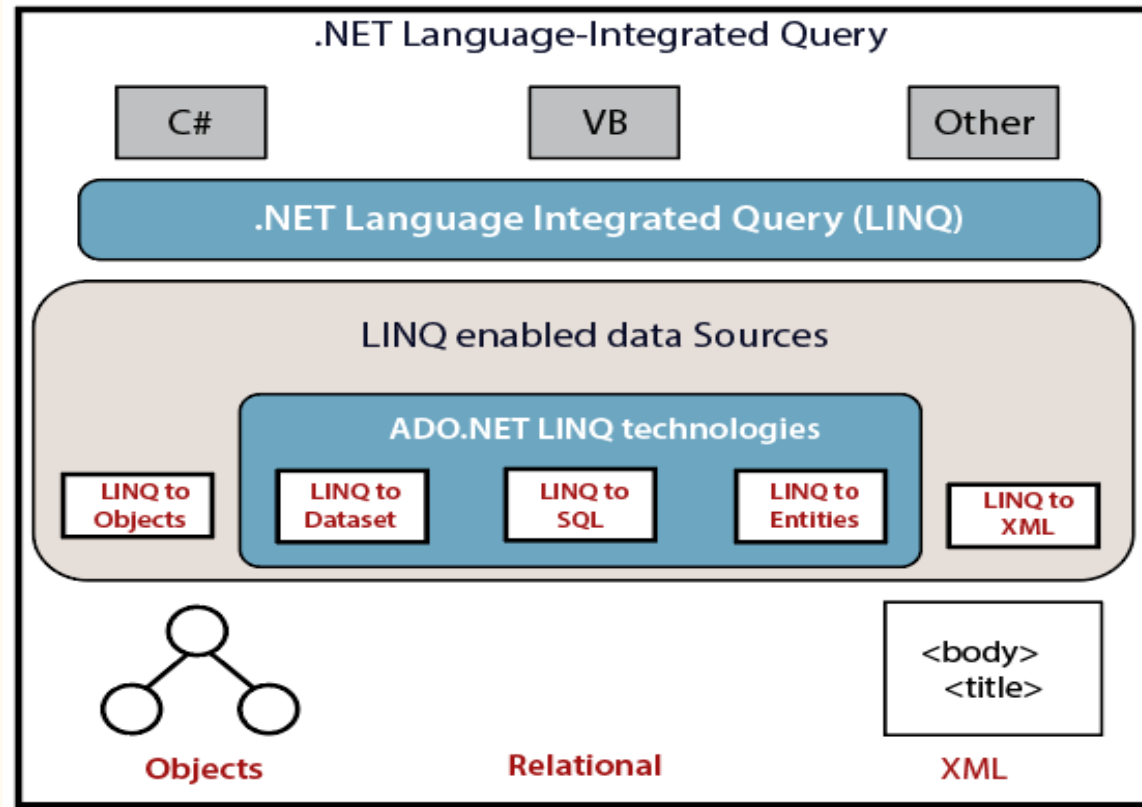 .NET Language-Integrated Query
C#
VB
Other
.NET Language Integrated Query (LINQ)
LINQ enabled data Sources
ADO.NET LINQ technologies
LINQ to
Objects
LINQ to
Dataset
LINQ to
SQL
LINQ to
Entities
LINQ to
XML
<body>
<title>
Objects
Relational
XML